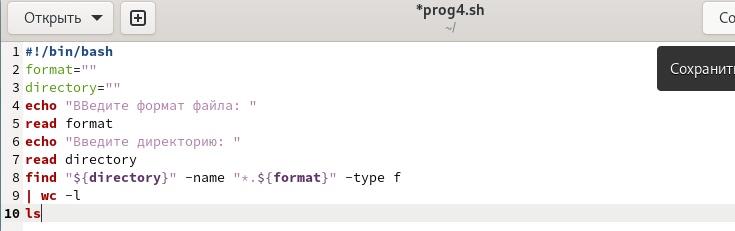 Открыть
*prog4.sh
~/
Со
Сохранить
1 #!/bin/bash
2 format=""
3 directory=""
4 echo "ВВедите формат файла: "
5 read format
6 echo "Введите директорию: "
7 read directory
8 find "${directory}" -name "*.${format}" -type f
9 | wc -l
10 ls